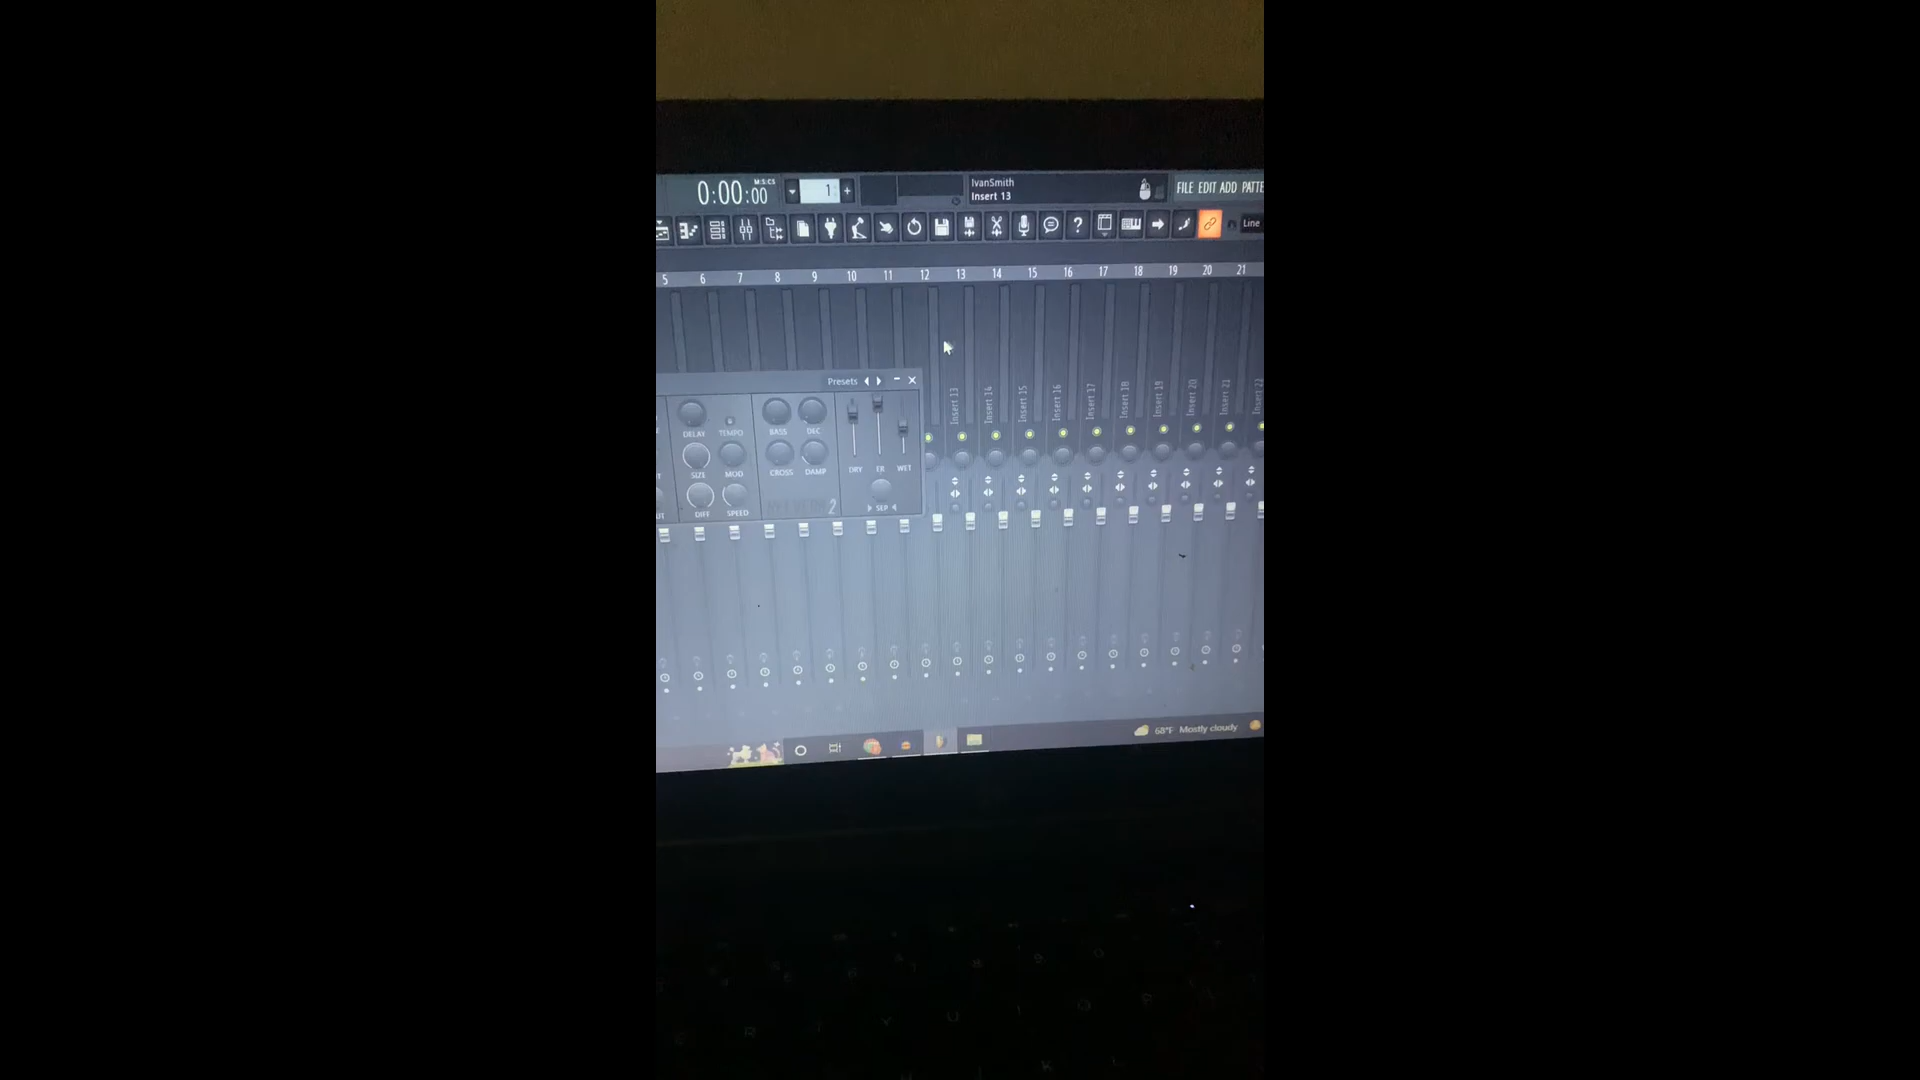 0:00:00
M:S:CS
1
IvanSmith
Insert 13
FILE EDIT ADD PATTE
Line
5 6 7 8 9 10 11 12 13 14 15 16 17 18 19 20 21
Presets
DELAY TEMPO BASS DEC
SIZE MOD CROSS DAMP DRY ER WET
DIFF SPEED 2 SEP
Insert 13
Insert 14
Insert 15
Insert 16
Insert 17
Insert 18
Insert 19
Insert 20
Insert 21
Insert 22
68°F Mostly cloudy